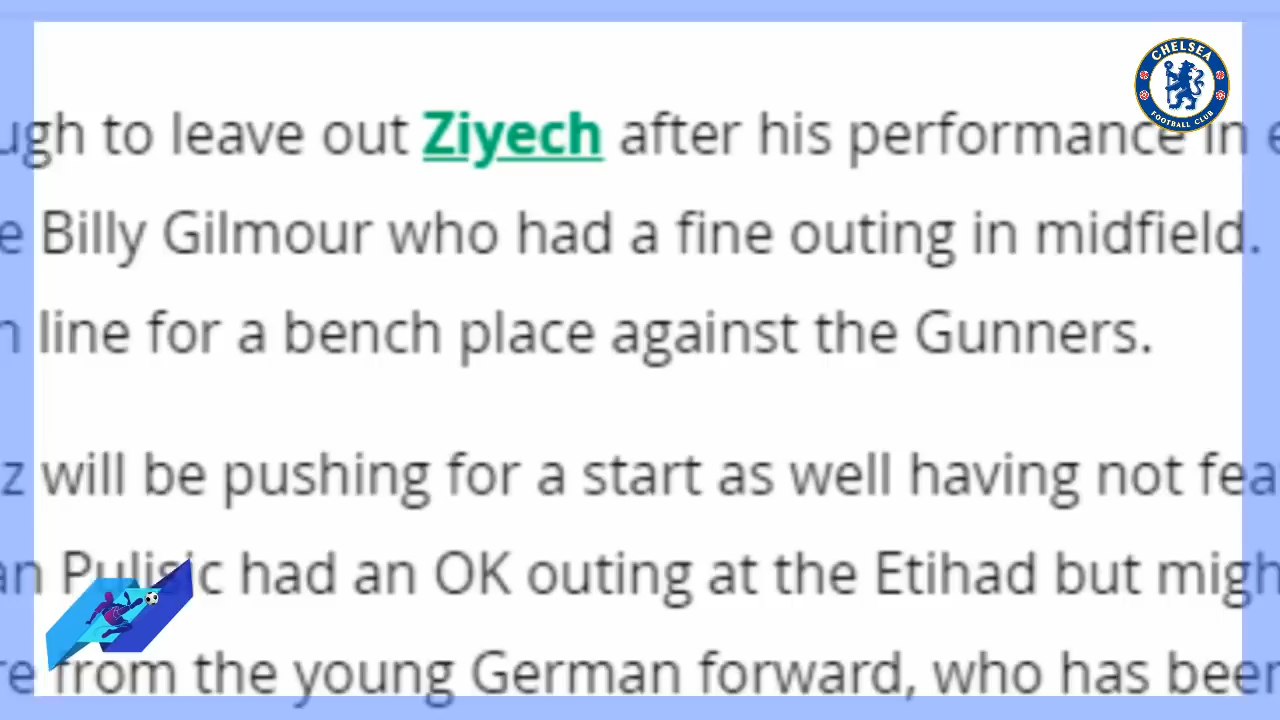 CHELSEA
FOOTBALL CLUB
ugh to leave out Ziyech after his performance in e
e Billy Gilmour who had a fine outing in midfield.
n line for a bench place against the Gunners.
z will be pushing for a start as well having not fea
an Pulisic had an OK outing at the Etihad but migh
re from the young German forward, who has been